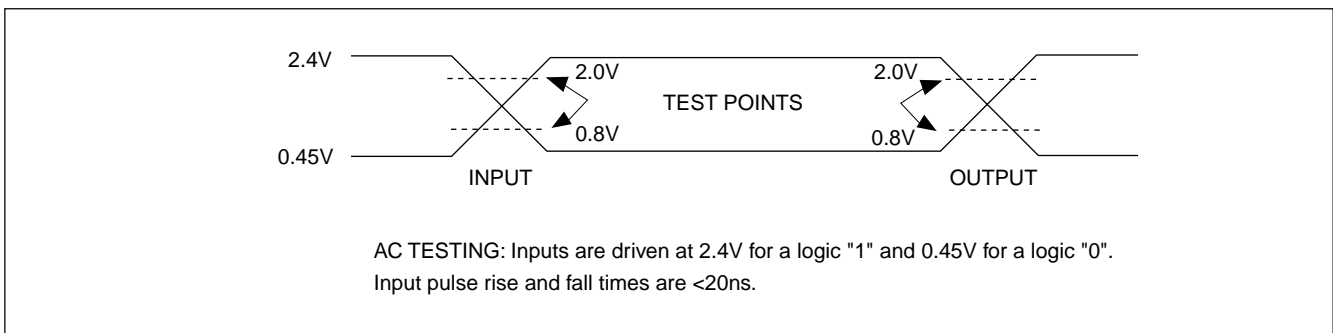 2.4V
2.0V
2.0V
TEST POINTS
0.8V
0.8V
0.45V
INPUT
OUTPUT
AC TESTING: Inputs are driven at 2.4V for a logic "1" and 0.45V for a logic "0".
Input pulse rise and fall times are <20ns.